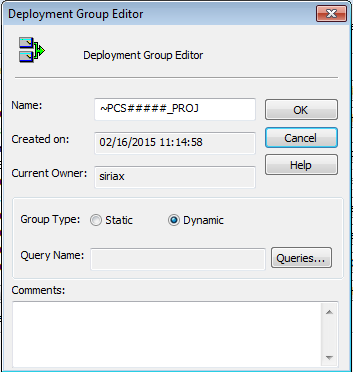 Deployment Group Editor
Deployment Group Editor
Name: ~PCS#####_PROJ OK
Created on: 02/16/2015 11:14:58 Cancel
Help
Current Owner: siriax
Group Type: Static Dynamic
Query Name: Queries...
Comments: